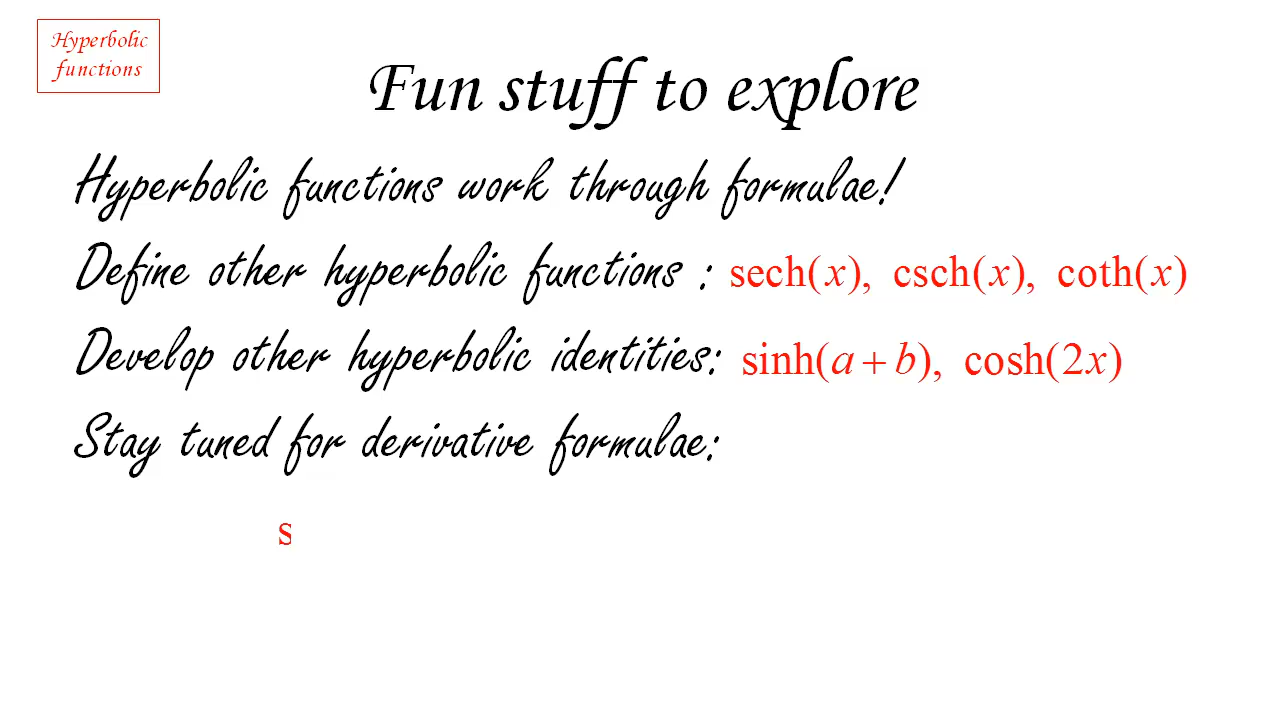 Hyperbolic
functions
Fun stuff to explore
Hyperbolic functions work through formulae!
Define other hyperbolic functions : sech(x), csch(x), coth(x)
Develop other hyperbolic identities: sinh(a + b), cosh(2x)
Stay tuned for derivative formulae:
s